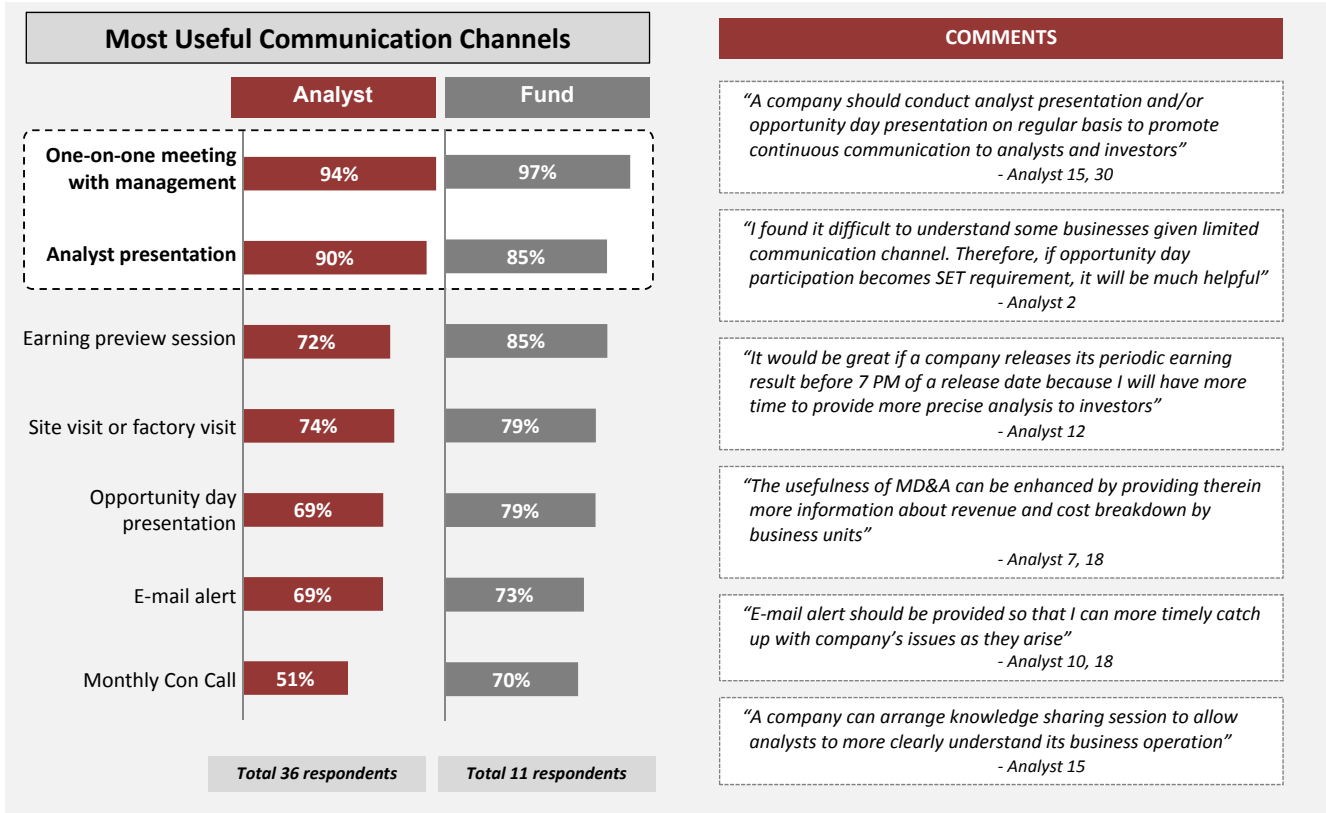 Most Useful Communication Channels
Analyst
Fund
One-on-one meeting
with management
94%
97%
Analyst presentation
90%
85%
Earning preview session
72%
85%
Site visit or factory visit
74%
79%
Opportunity day
presentation
69%
79%
E-mail alert
69%
73%
Monthly Con Call
51%
70%
Total 36 respondents
Total 11 respondents
COMMENTS
“A company should conduct analyst presentation and/or
opportunity day presentation on regular basis to promote
continuous communication to analysts and investors”
- Analyst 15, 30
“I found it difficult to understand some businesses given limited
communication channel. Therefore, if opportunity day
participation becomes SET requirement, it will be much helpful”
- Analyst 2
“It would be great if a company releases its periodic earning
result before 7 PM of a release date because I will have more
time to provide more precise analysis to investors”
- Analyst 12
“The usefulness of MD&A can be enhanced by providing therein
more information about revenue and cost breakdown by
business units”
- Analyst 7, 18
“E-mail alert should be provided so that I can more timely catch
up with company’s issues as they arise”
- Analyst 10, 18
“A company can arrange knowledge sharing session to allow
analysts to more clearly understand its business operation”
- Analyst 15